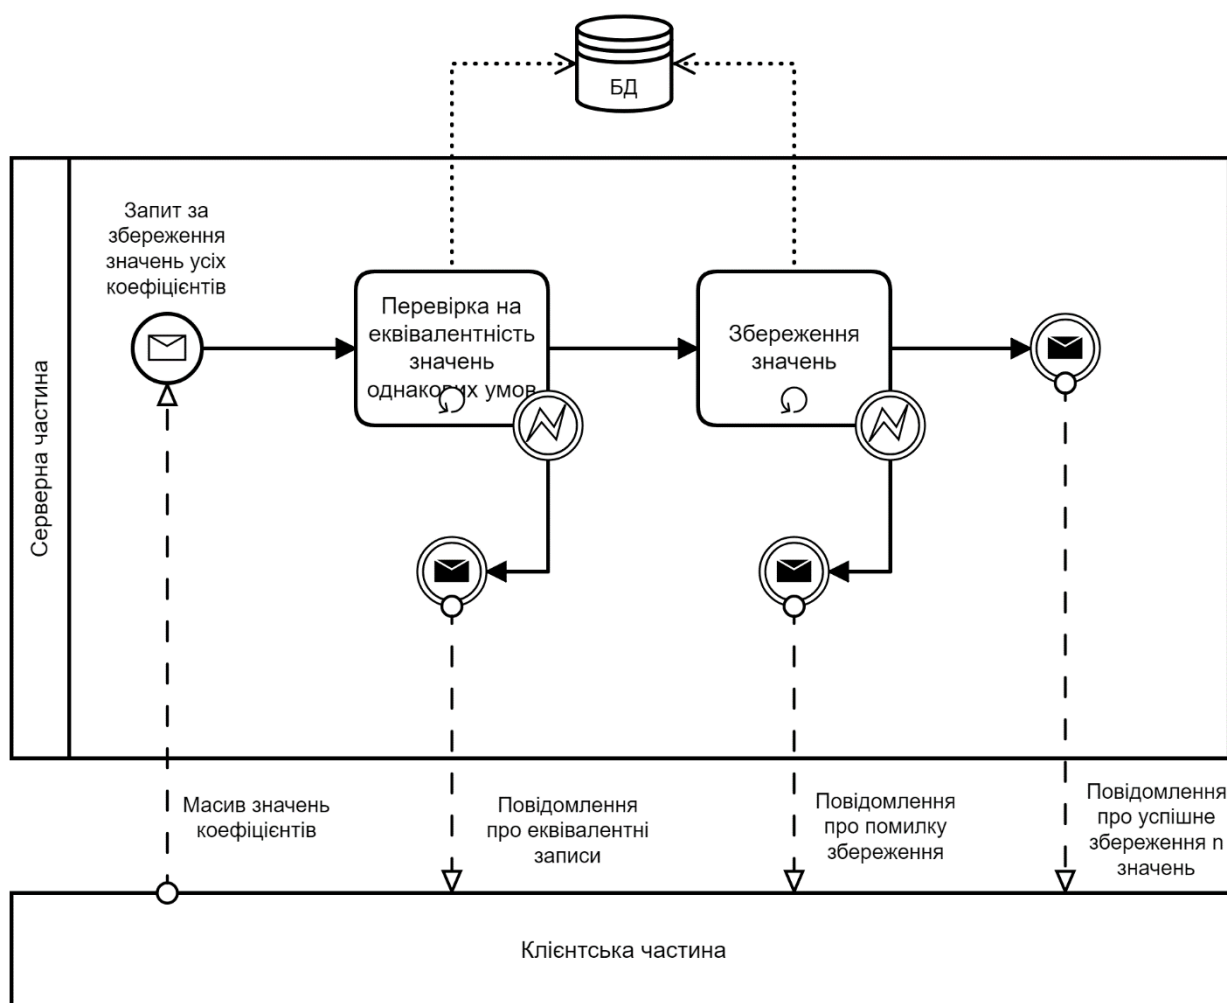 БД
Серверна частина
Запит за
збереження
значень усіх
коефіцієнтів
Перевірка на
еквівалентність
значень
однакових умов
Збереження
значень
Масив значень
коефіцієнтів
Повідомлення
про еквівалентні
записи
Повідомлення
про помилку
збереження
Повідомлення
про успішне
збереження n
значень
Клієнтська частина